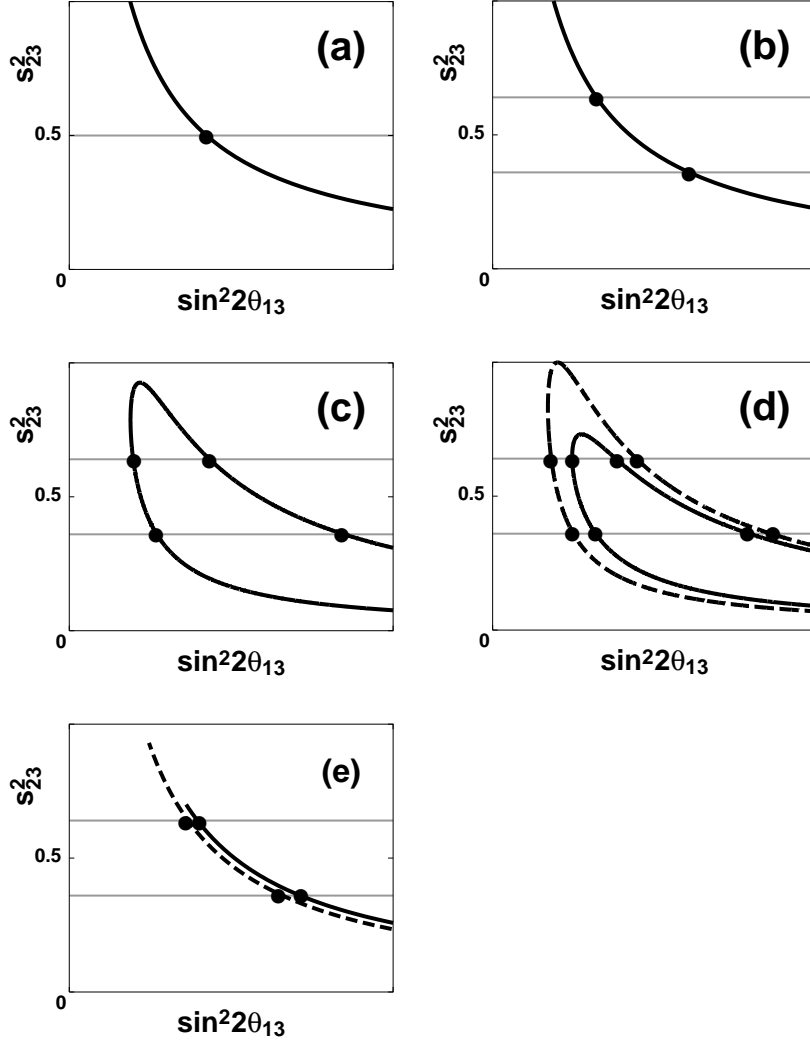 (a)
s²₂₃
0.5
0
sin²2θ₁₃
(b)
s²₂₃
0.5
0
sin²2θ₁₃
(c)
s²₂₃
0.5
0
sin²2θ₁₃
(d)
s²₂₃
0.5
0
sin²2θ₁₃
(e)
s²₂₃
0.5
0
sin²2θ₁₃